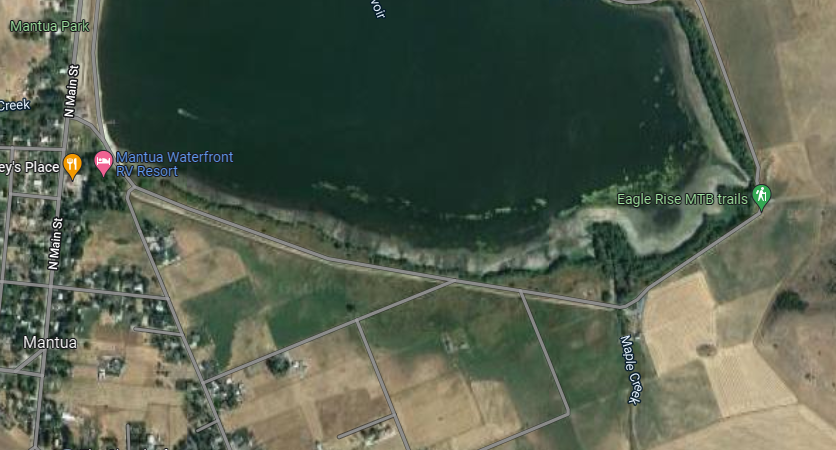 voir
Mantua Park
N Main St
Creek
ey's Place
Mantua Waterfront
RV Resort
Eagle Rise MTB trails
N Main St
Mantua
Maple Creek